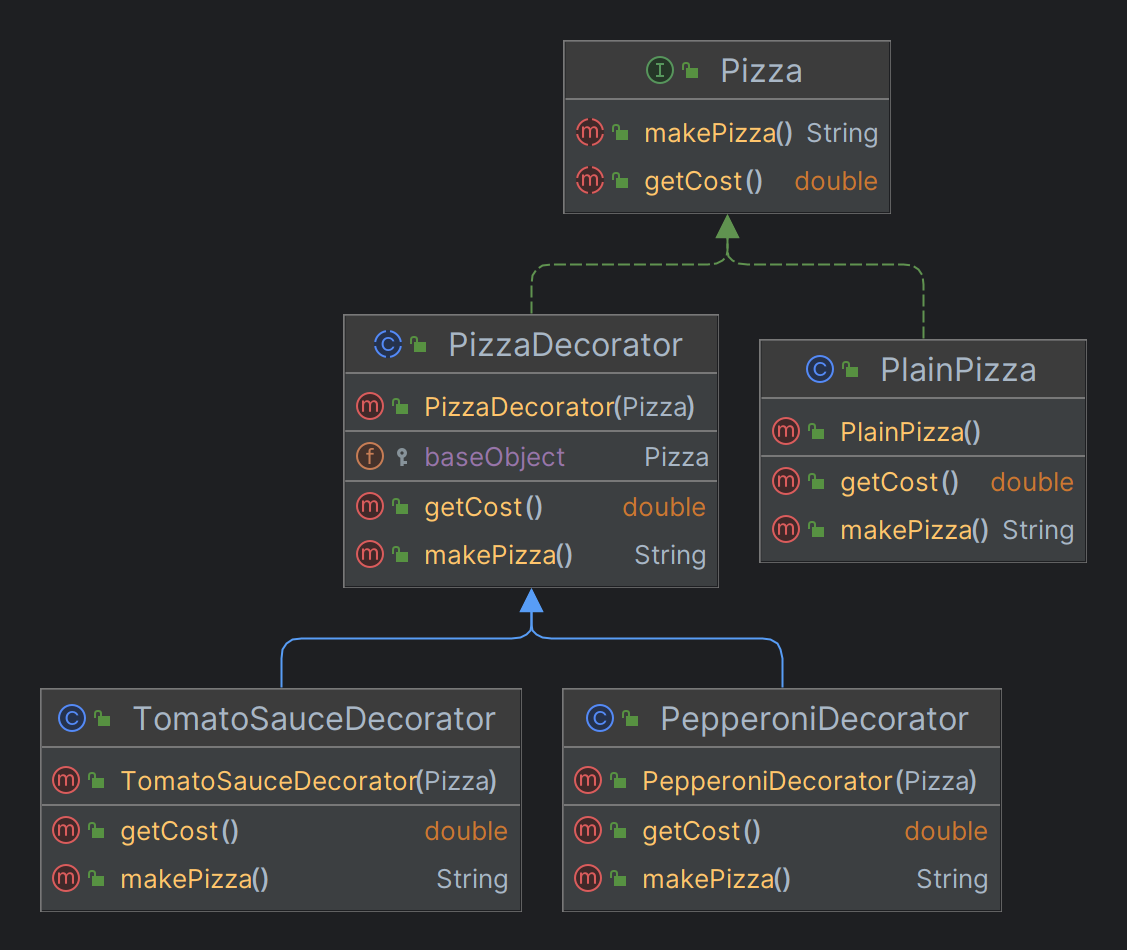 Pizza
makePizza() String
getCost() double
PizzaDecorator
PizzaDecorator(Pizza)
baseObject Pizza
getCost() double
makePizza() String
PlainPizza
PlainPizza()
getCost() double
makePizza() String
TomatoSauceDecorator
TomatoSauceDecorator(Pizza)
getCost() double
makePizza() String
PepperoniDecorator
PepperoniDecorator(Pizza)
getCost() double
makePizza() String